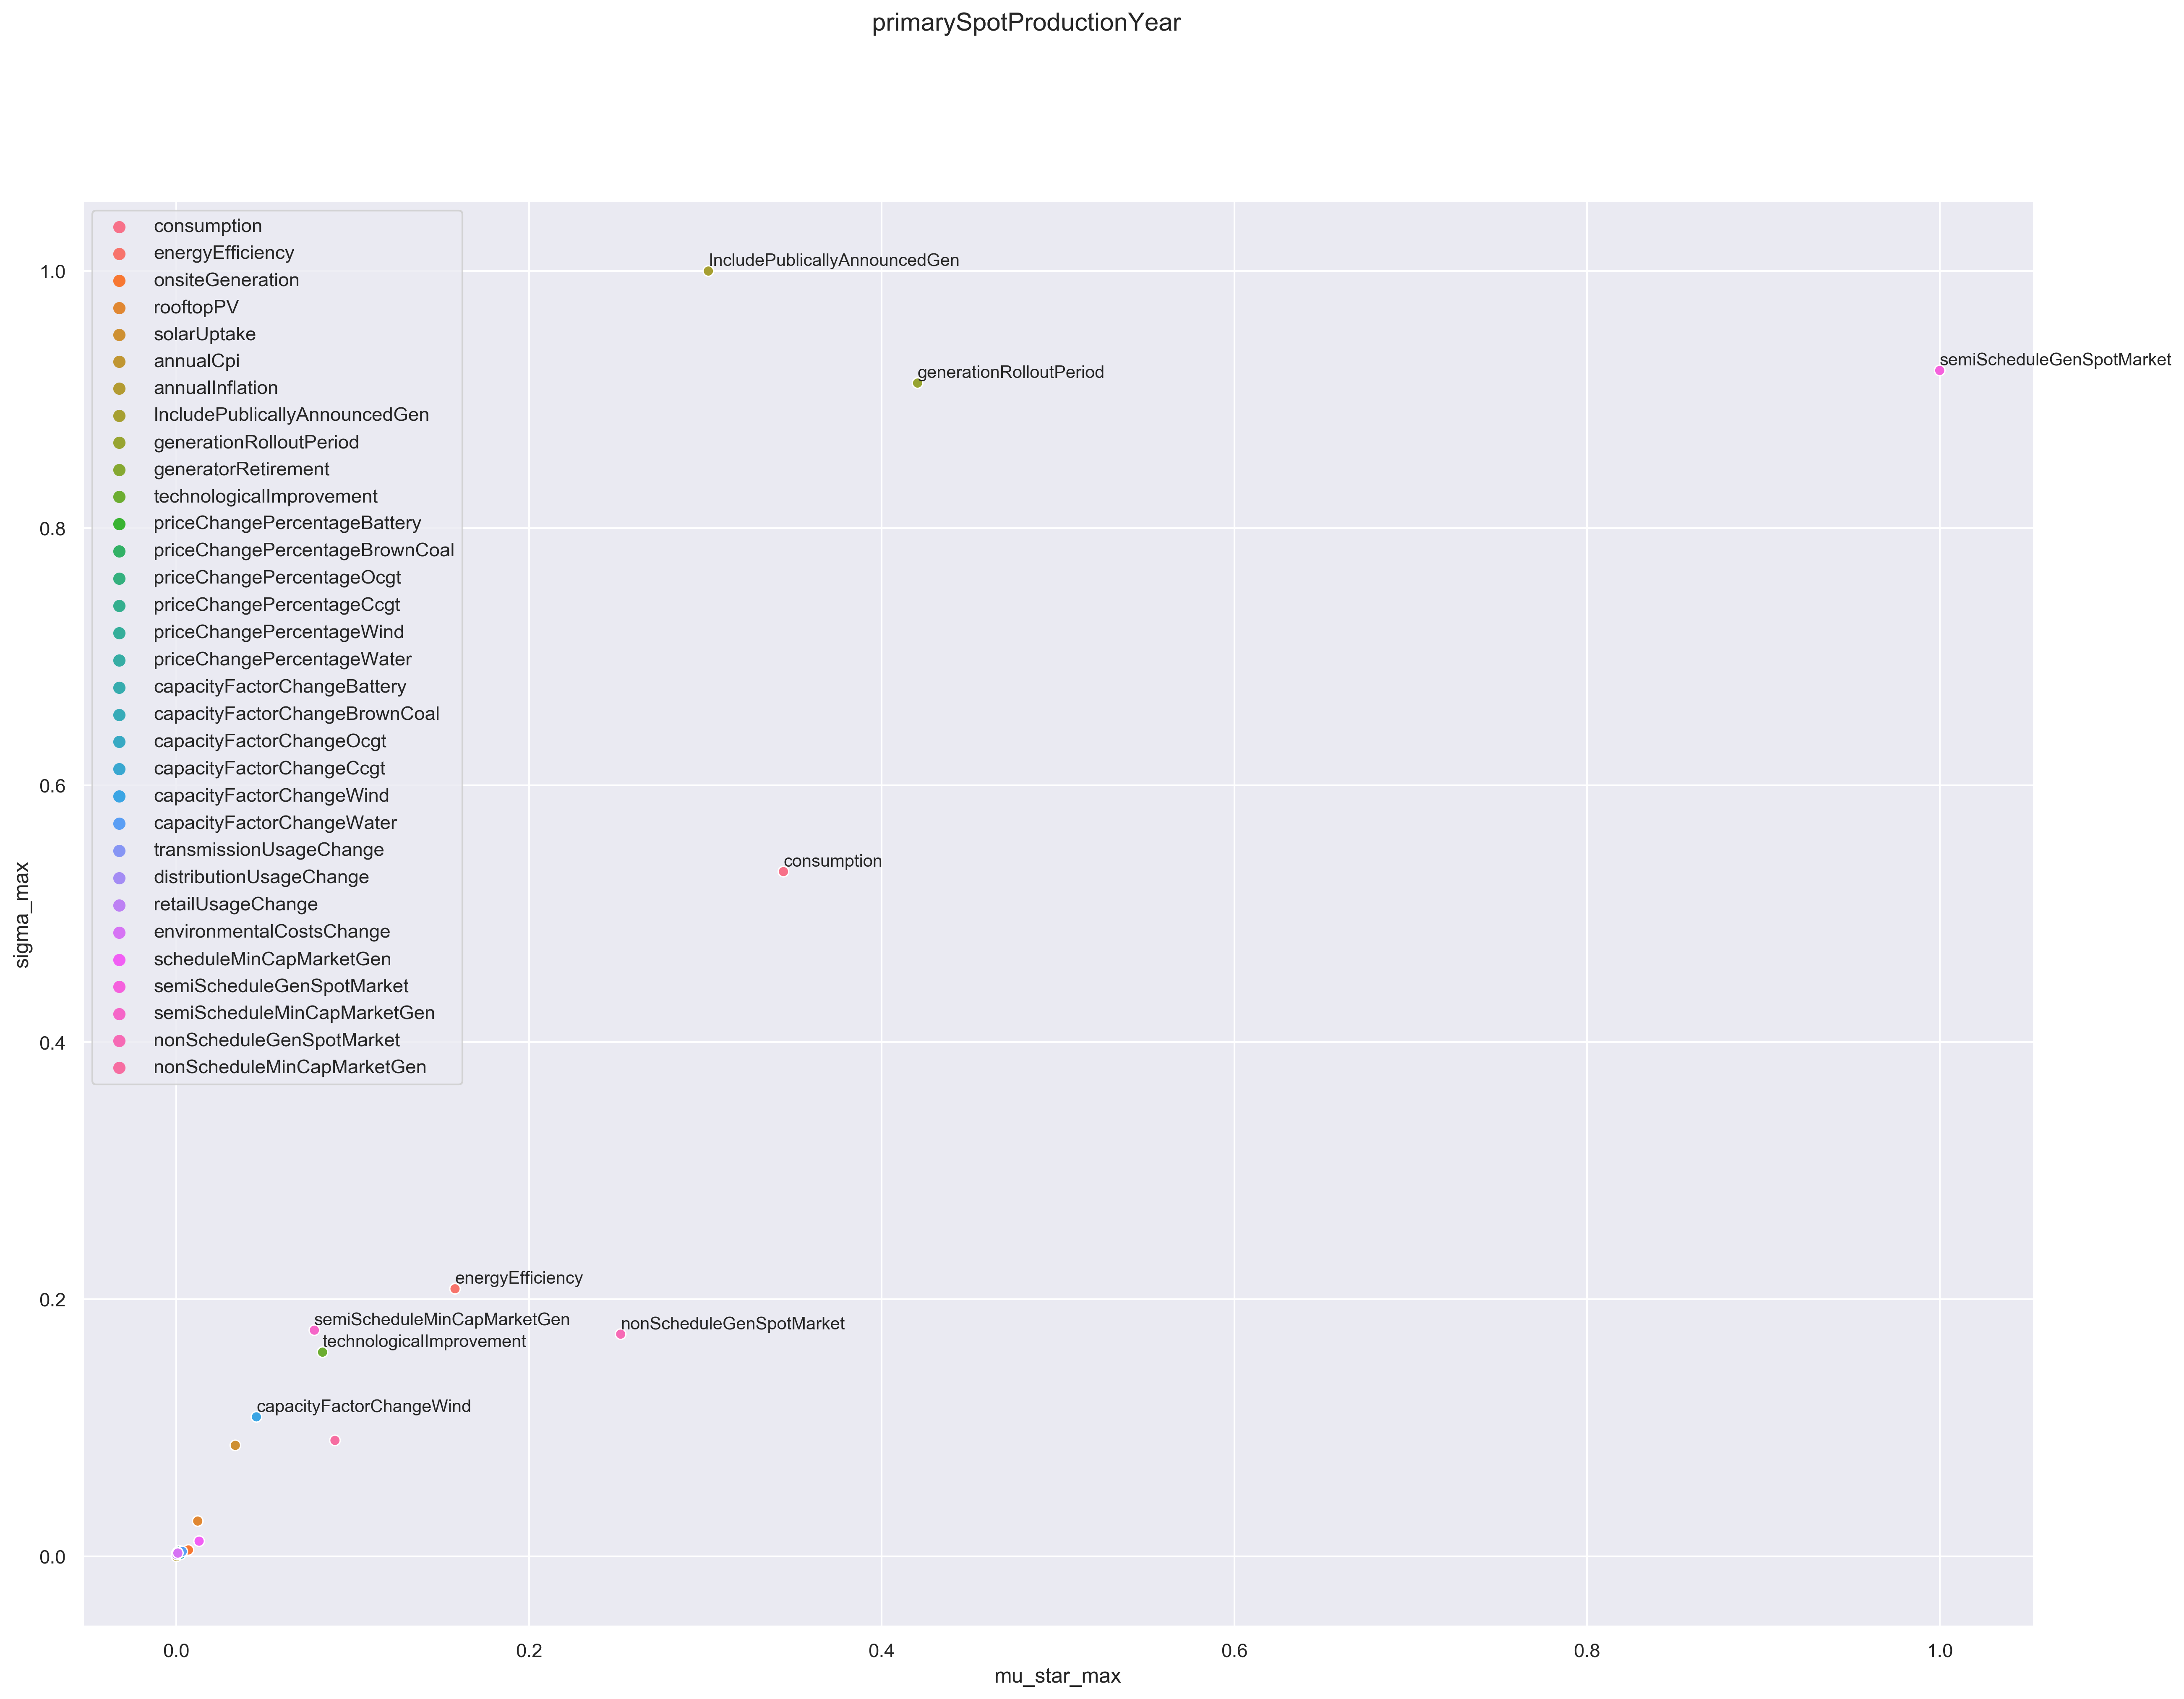 primarySpotProductionYear
consumption
energyEfficiency
onsiteGeneration
rooftopPV
solarUptake
annualCpi
annualInflation
IncludePublicallyAnnouncedGen
generationRolloutPeriod
generatorRetirement
technologicalImprovement
priceChangePercentageBattery
priceChangePercentageBrownCoal
priceChangePercentageOcgt
priceChangePercentageCcgt
priceChangePercentageWind
priceChangePercentageWater
capacityFactorChangeBattery
capacityFactorChangeBrownCoal
capacityFactorChangeOcgt
capacityFactorChangeCcgt
capacityFactorChangeWind
capacityFactorChangeWater
transmissionUsageChange
distributionUsageChange
retailUsageChange
environmentalCostsChange
scheduleMinCapMarketGen
semiScheduleGenSpotMarket
semiScheduleMinCapMarketGen
nonScheduleGenSpotMarket
nonScheduleMinCapMarketGen
IncludePublicallyAnnouncedGen
semiScheduleGenSpotMarket
generationRolloutPeriod
consumption
energyEfficiency
semiScheduleMinCapMarketGen
nonScheduleGenSpotMarket
technologicalImprovement
capacityFactorChangeWind
1.0
0.8
0.6
0.4
0.2
0.0
sigma_max
0.0 0.2 0.4 0.6 0.8 1.0
mu_star_max